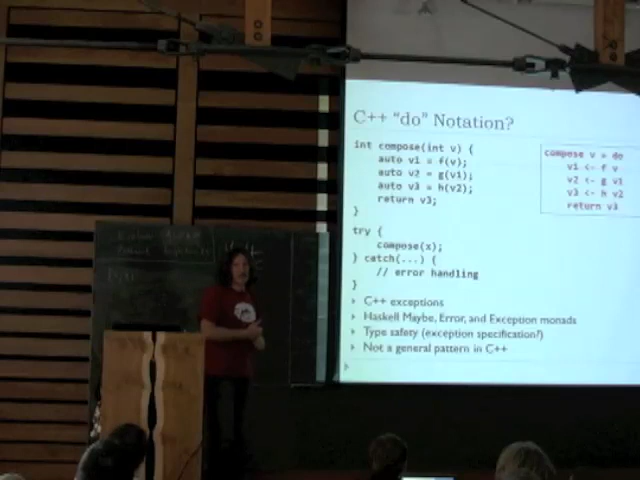 C++ “do” Notation?
int compose(int v) {
auto v1 = f(v);
auto v2 = g(v1);
auto v3 = h(v2);
return v3;
}
try {
compose(x);
} catch(...) {
// error handling
}
C++ exceptions
Haskell Maybe, Error, and Exception monads
Type safety (exception specification?)
Not a general pattern in C++
compose v = do
v1 <- f v
v2 <- g v1
v3 <- h v2
return v3